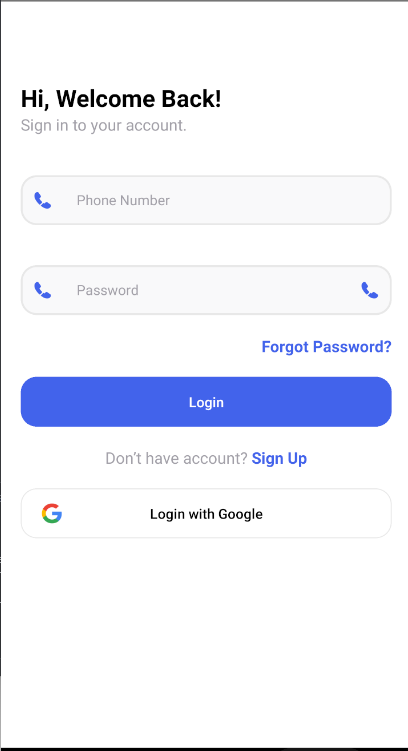 Hi, Welcome Back!
Sign in to your account.
Phone Number
Password
Forgot Password?
Login
Don't have account? Sign Up
Login with Google